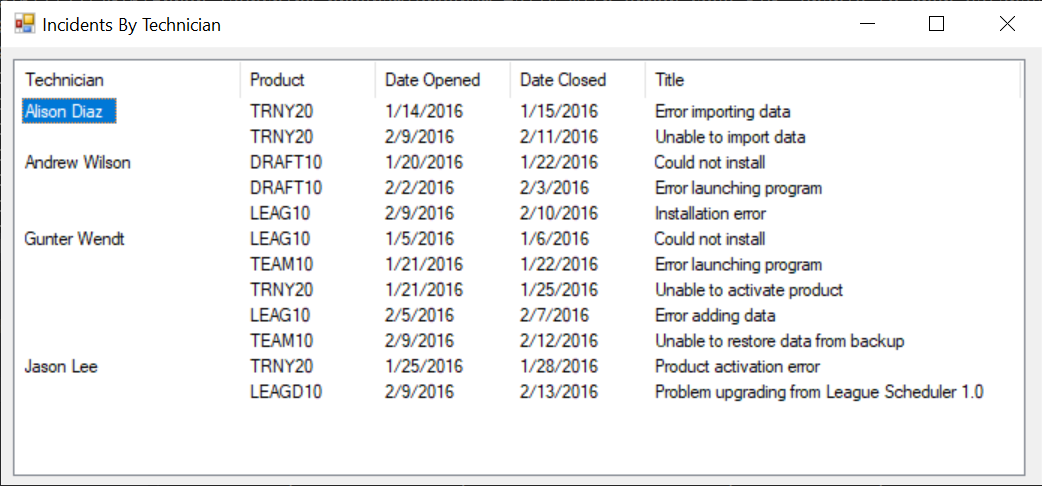 Incidents By Technician
Technician Product Date Opened Date Closed Title
Alison Diaz TRNY20 1/14/2016 1/15/2016 Error importing data
TRNY20 2/9/2016 2/11/2016 Unable to import data
Andrew Wilson DRAFT10 1/20/2016 1/22/2016 Could not install
DRAFT10 2/2/2016 2/3/2016 Error launching program
LEAG10 2/9/2016 2/10/2016 Installation error
Gunter Wendt LEAG10 1/5/2016 1/6/2016 Could not install
TEAM10 1/21/2016 1/22/2016 Error launching program
TRNY20 1/21/2016 1/25/2016 Unable to activate product
LEAG10 2/5/2016 2/7/2016 Error adding data
TEAM10 2/9/2016 2/12/2016 Unable to restore data from backup
Jason Lee TRNY20 1/25/2016 1/28/2016 Product activation error
LEAGD10 2/9/2016 2/13/2016 Problem upgrading from League Scheduler 1.0